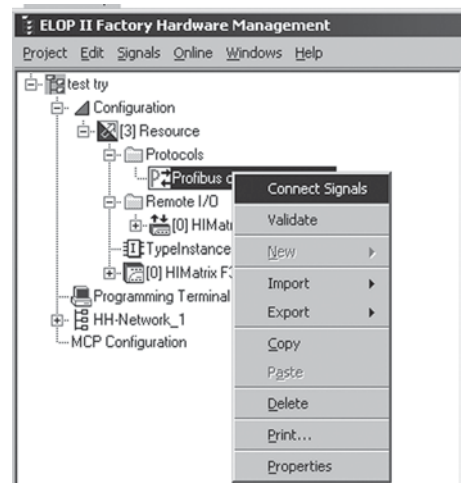 ELOP II Factory Hardware Management
Project Edit Signals Online Windows Help
test try
Configuration
[3] Resource
Protocols
Profibus
Remote I/O
[0] HIMat
TypeInstance
[0] HIMatrix F3
Programming Terminal
HH-Network_1
MCP Configuration
Connect Signals
Validate
New
Import
Export
Copy
Paste
Delete
Print...
Properties